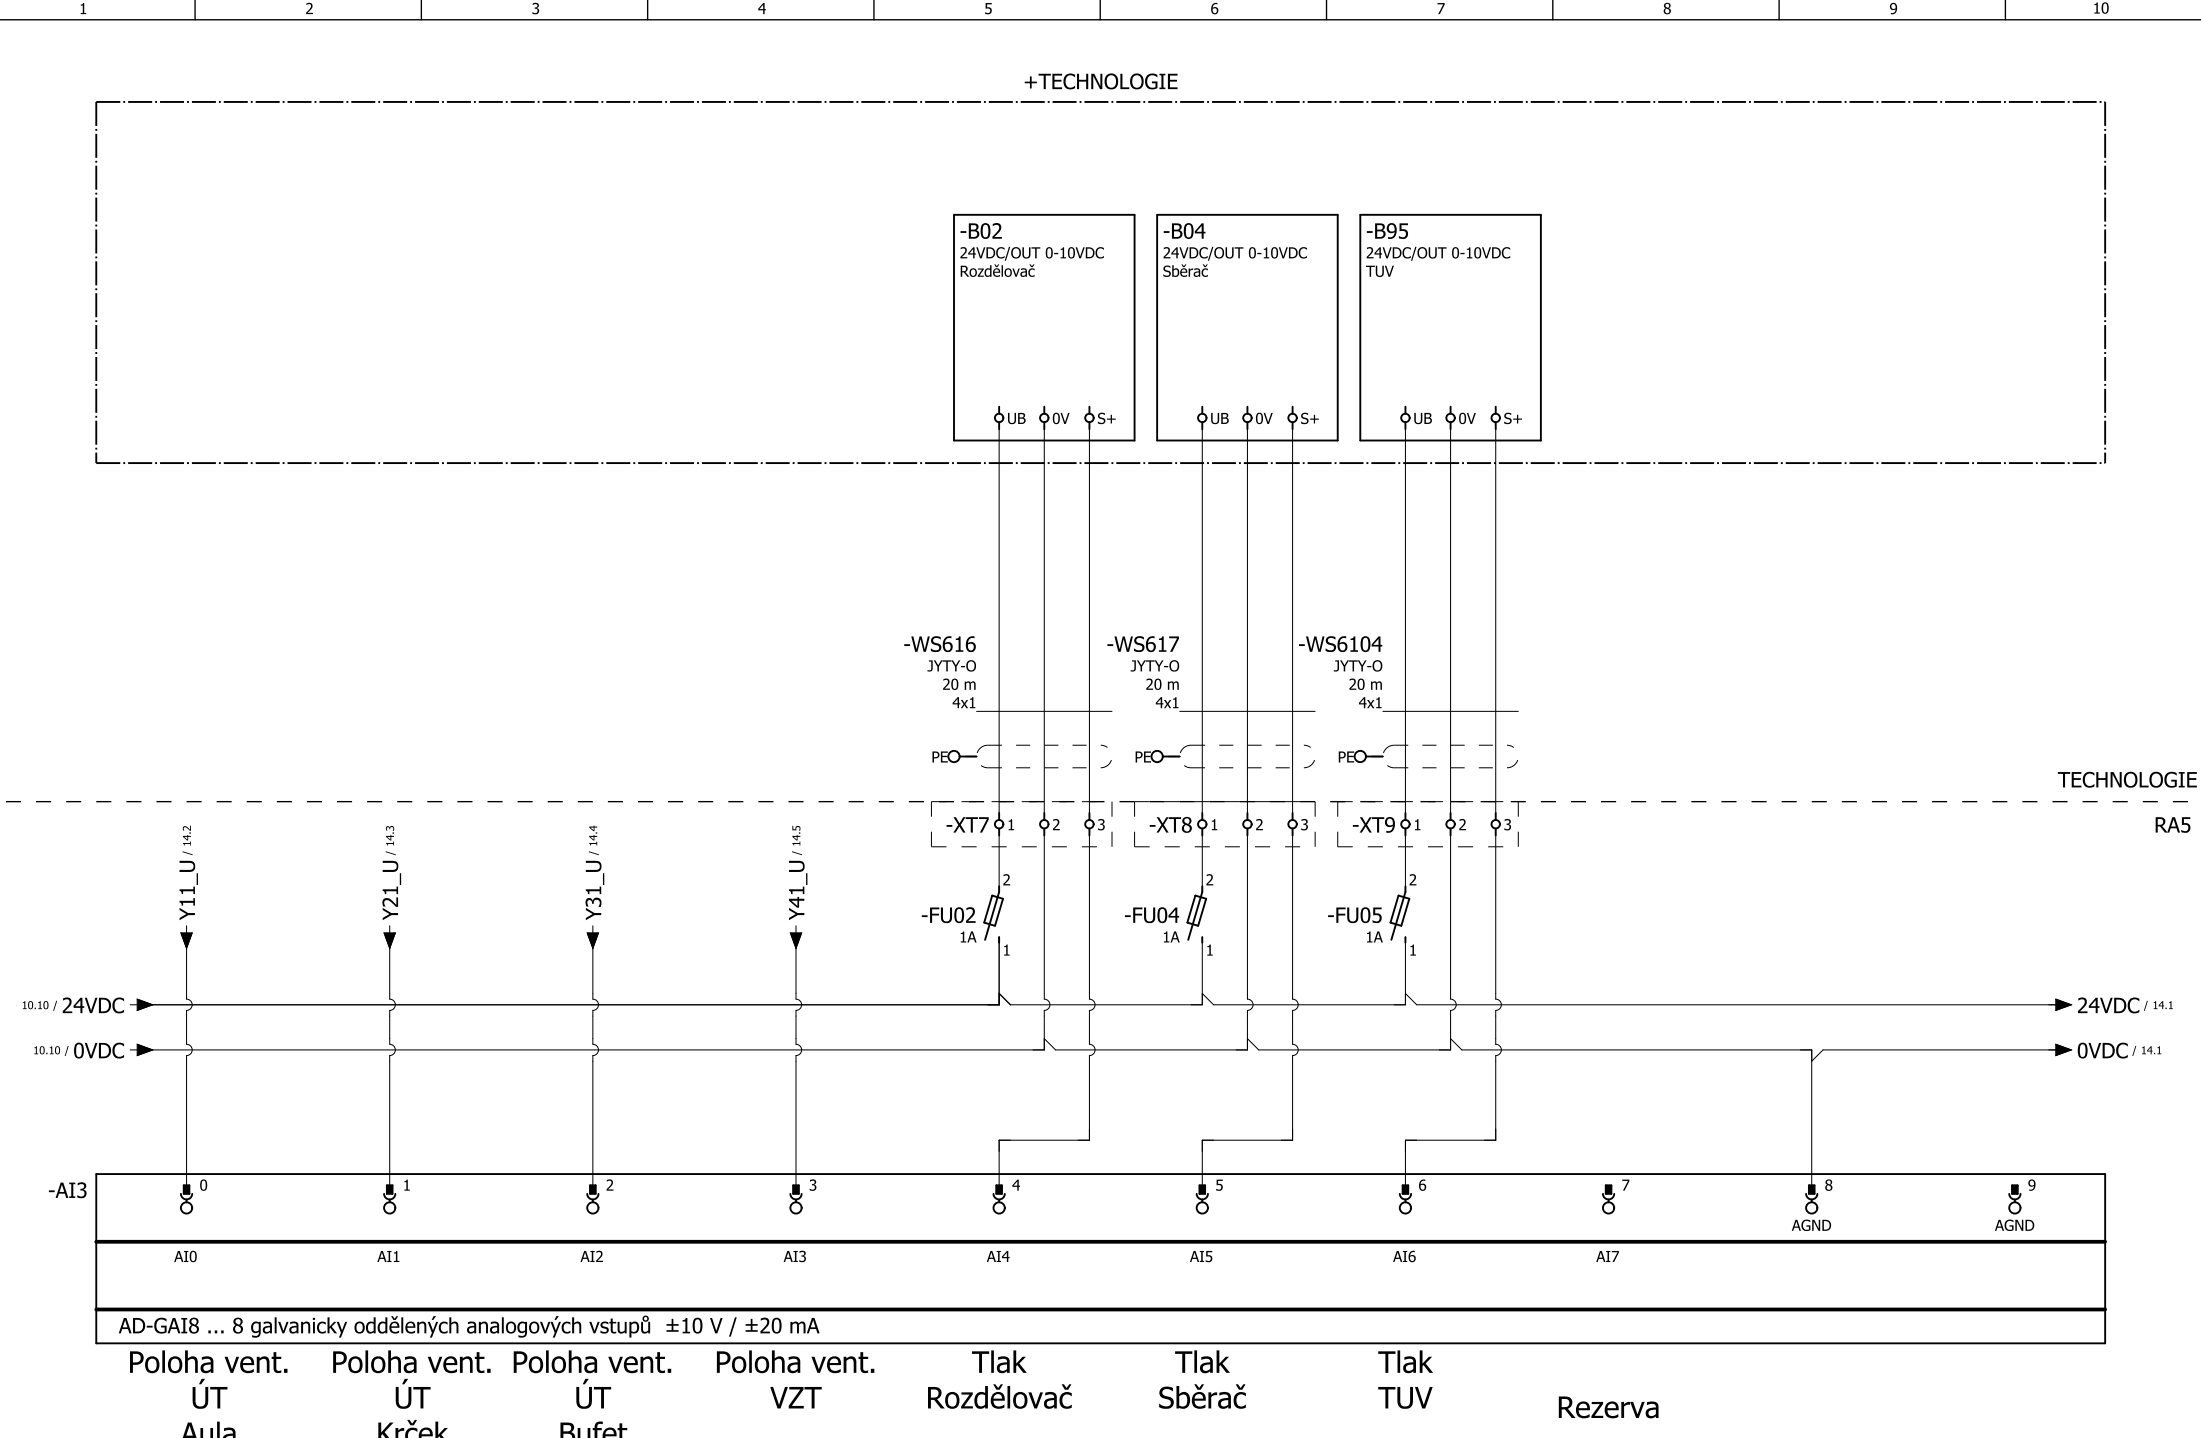 1 2 3 4 5 6 7 8 9 10
+TECHNOLOGIE
-B02
24VDC/OUT 0-10VDC
Rozdělovač
UB 0V S+
-B04
24VDC/OUT 0-10VDC
Sběrač
UB 0V S+
-B95
24VDC/OUT 0-10VDC
TUV
UB 0V S+
-WS616
JYTY-O
20 m
4x1
-WS617
JYTY-O
20 m
4x1
-WS6104
JYTY-O
20 m
4x1
PE PE PE
TECHNOLOGIE
RA5
-XT7 1 2 3
-XT8 1 2 3
-XT9 1 2 3
Y11_U / 14.2
Y21_U / 14.3
Y31_U / 14.4
Y41_U / 14.5
2
-FU02
1A
1
2
-FU04
1A
1
2
-FU05
1A
1
10.10 / 24VDC
24VDC / 14.1
10.10 / 0VDC
0VDC / 14.1
-AI3
0 1 2 3 4 5 6 7 8 9
AGND AGND
AI0 AI1 AI2 AI3 AI4 AI5 AI6 AI7
AD-GAI8 ... 8 galvanicky oddělených analogových vstupů ±10 V / ±20 mA
Poloha vent.
ÚT
Aula
Poloha vent.
ÚT
Krček
Poloha vent.
ÚT
Bufet
Poloha vent.
VZT
Tlak
Rozdělovač
Tlak
Sběrač
Tlak
TUV
Rezerva